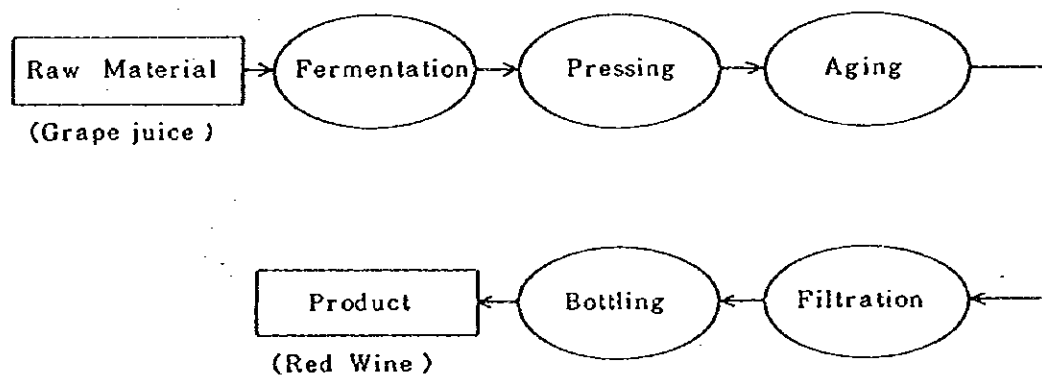 Raw Material
Fermentation
Pressing
Aging
(Grape juice)
Product
Bottling
Filtration
(Red Wine)